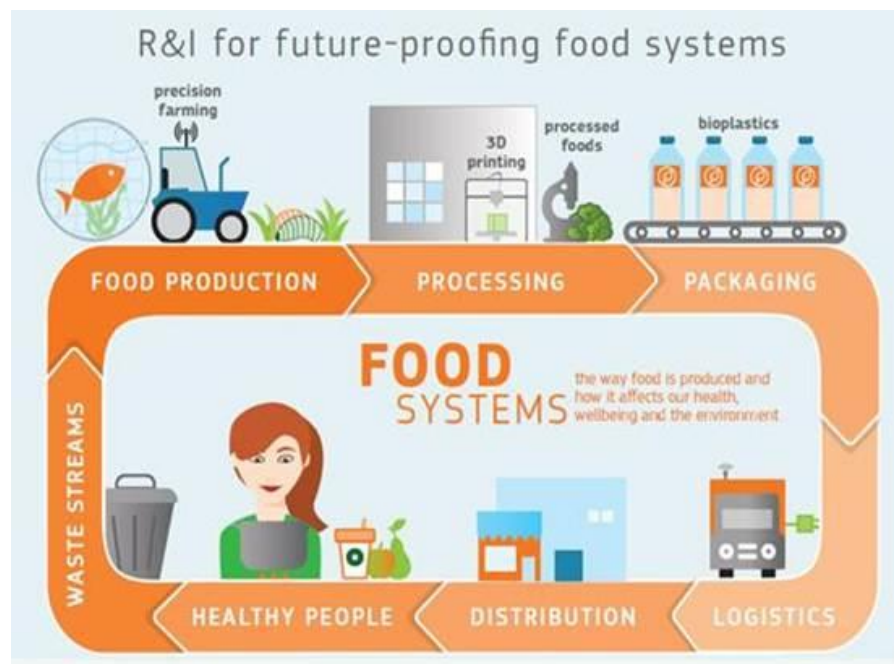 R&I for future-proofing food systems
precision
farming
3D
printing
processed
foods
bioplastics
FOOD PRODUCTION
PROCESSING
PACKAGING
FOOD
SYSTEMS
the way food is produced and
how it affects our health,
wellbeing and the environment
WASTE STREAMS
HEALTHY PEOPLE
DISTRIBUTION
LOGISTICS